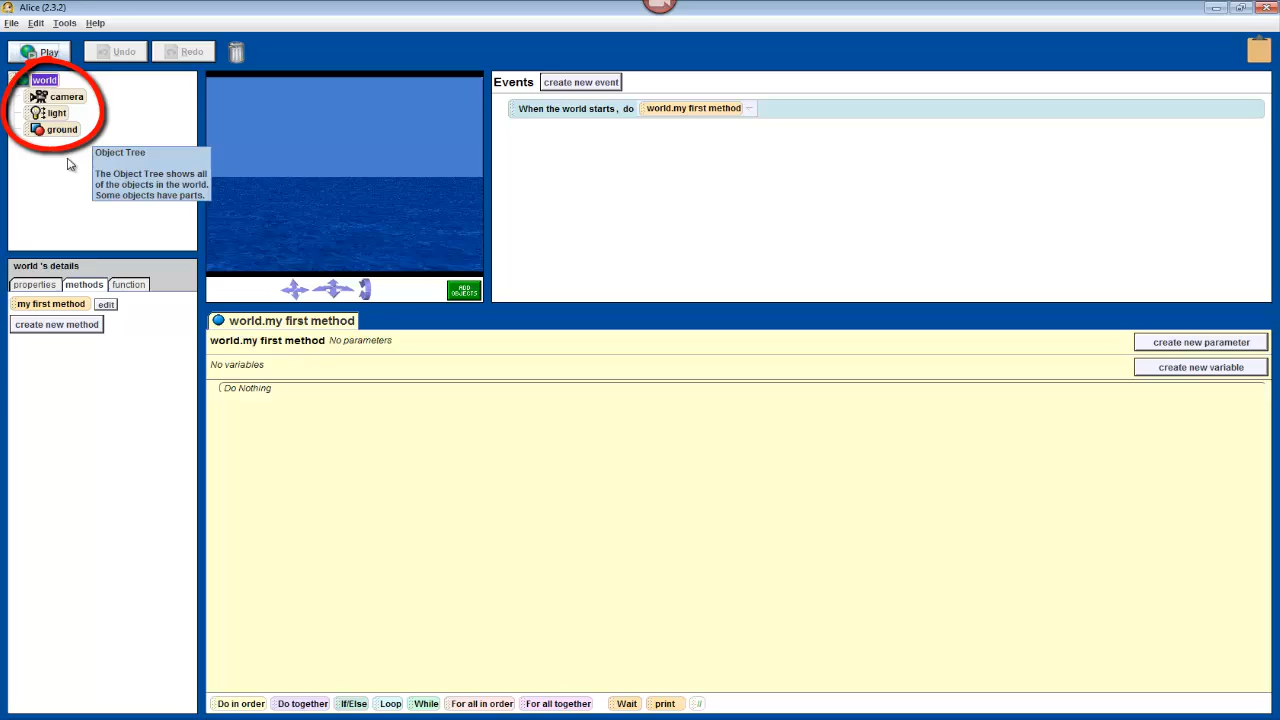 Alice (2.3.2)
File Edit Tools Help
Play Undo Redo
world
camera
light
ground
Object Tree
The Object Tree shows all
of the objects in the world.
Some objects have parts.
ADD
OBJECTS
Events create new event
When the world starts, do world.my first method
world 's details
properties methods function
my first method edit
create new method
world.my first method
world.my first method No parameters create new parameter
No variables create new variable
Do Nothing
Do in order Do together If/Else Loop While For all in order For all together Wait print //